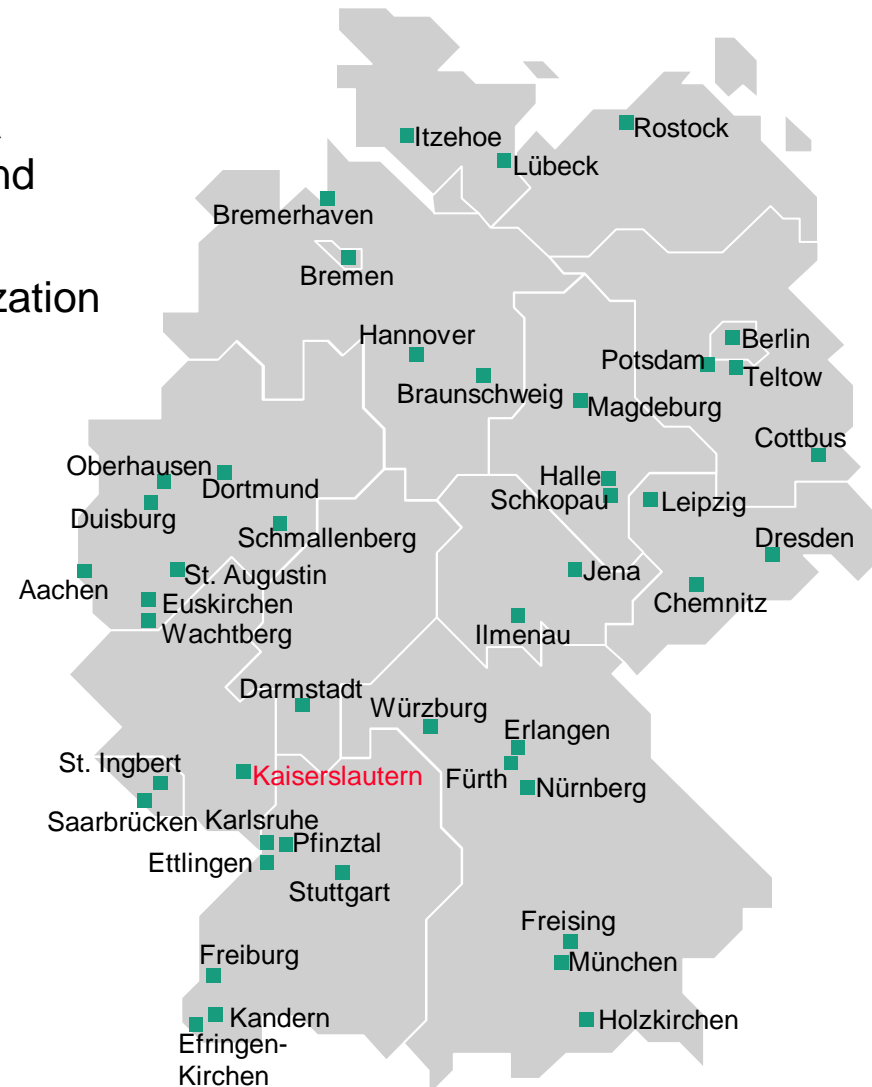 nd
zation
Itzehoe
Rostock
Lübeck
Bremerhaven
Bremen
Hannover
Berlin
Potsdam
Teltow
Braunschweig
Magdeburg
Cottbus
Oberhausen
Dortmund
Halle
Schkopau
Leipzig
Duisburg
Schmallenberg
Dresden
Aachen
St. Augustin
Jena
Chemnitz
Euskirchen
Wachtberg
Ilmenau
Darmstadt
Würzburg
Erlangen
St. Ingbert
Kaiserslautern
Fürth
Nürnberg
Saarbrücken
Karlsruhe
Pfinztal
Ettlingen
Stuttgart
Freising
Freiburg
München
Kandern
Holzkirchen
Efringen-
Kirchen